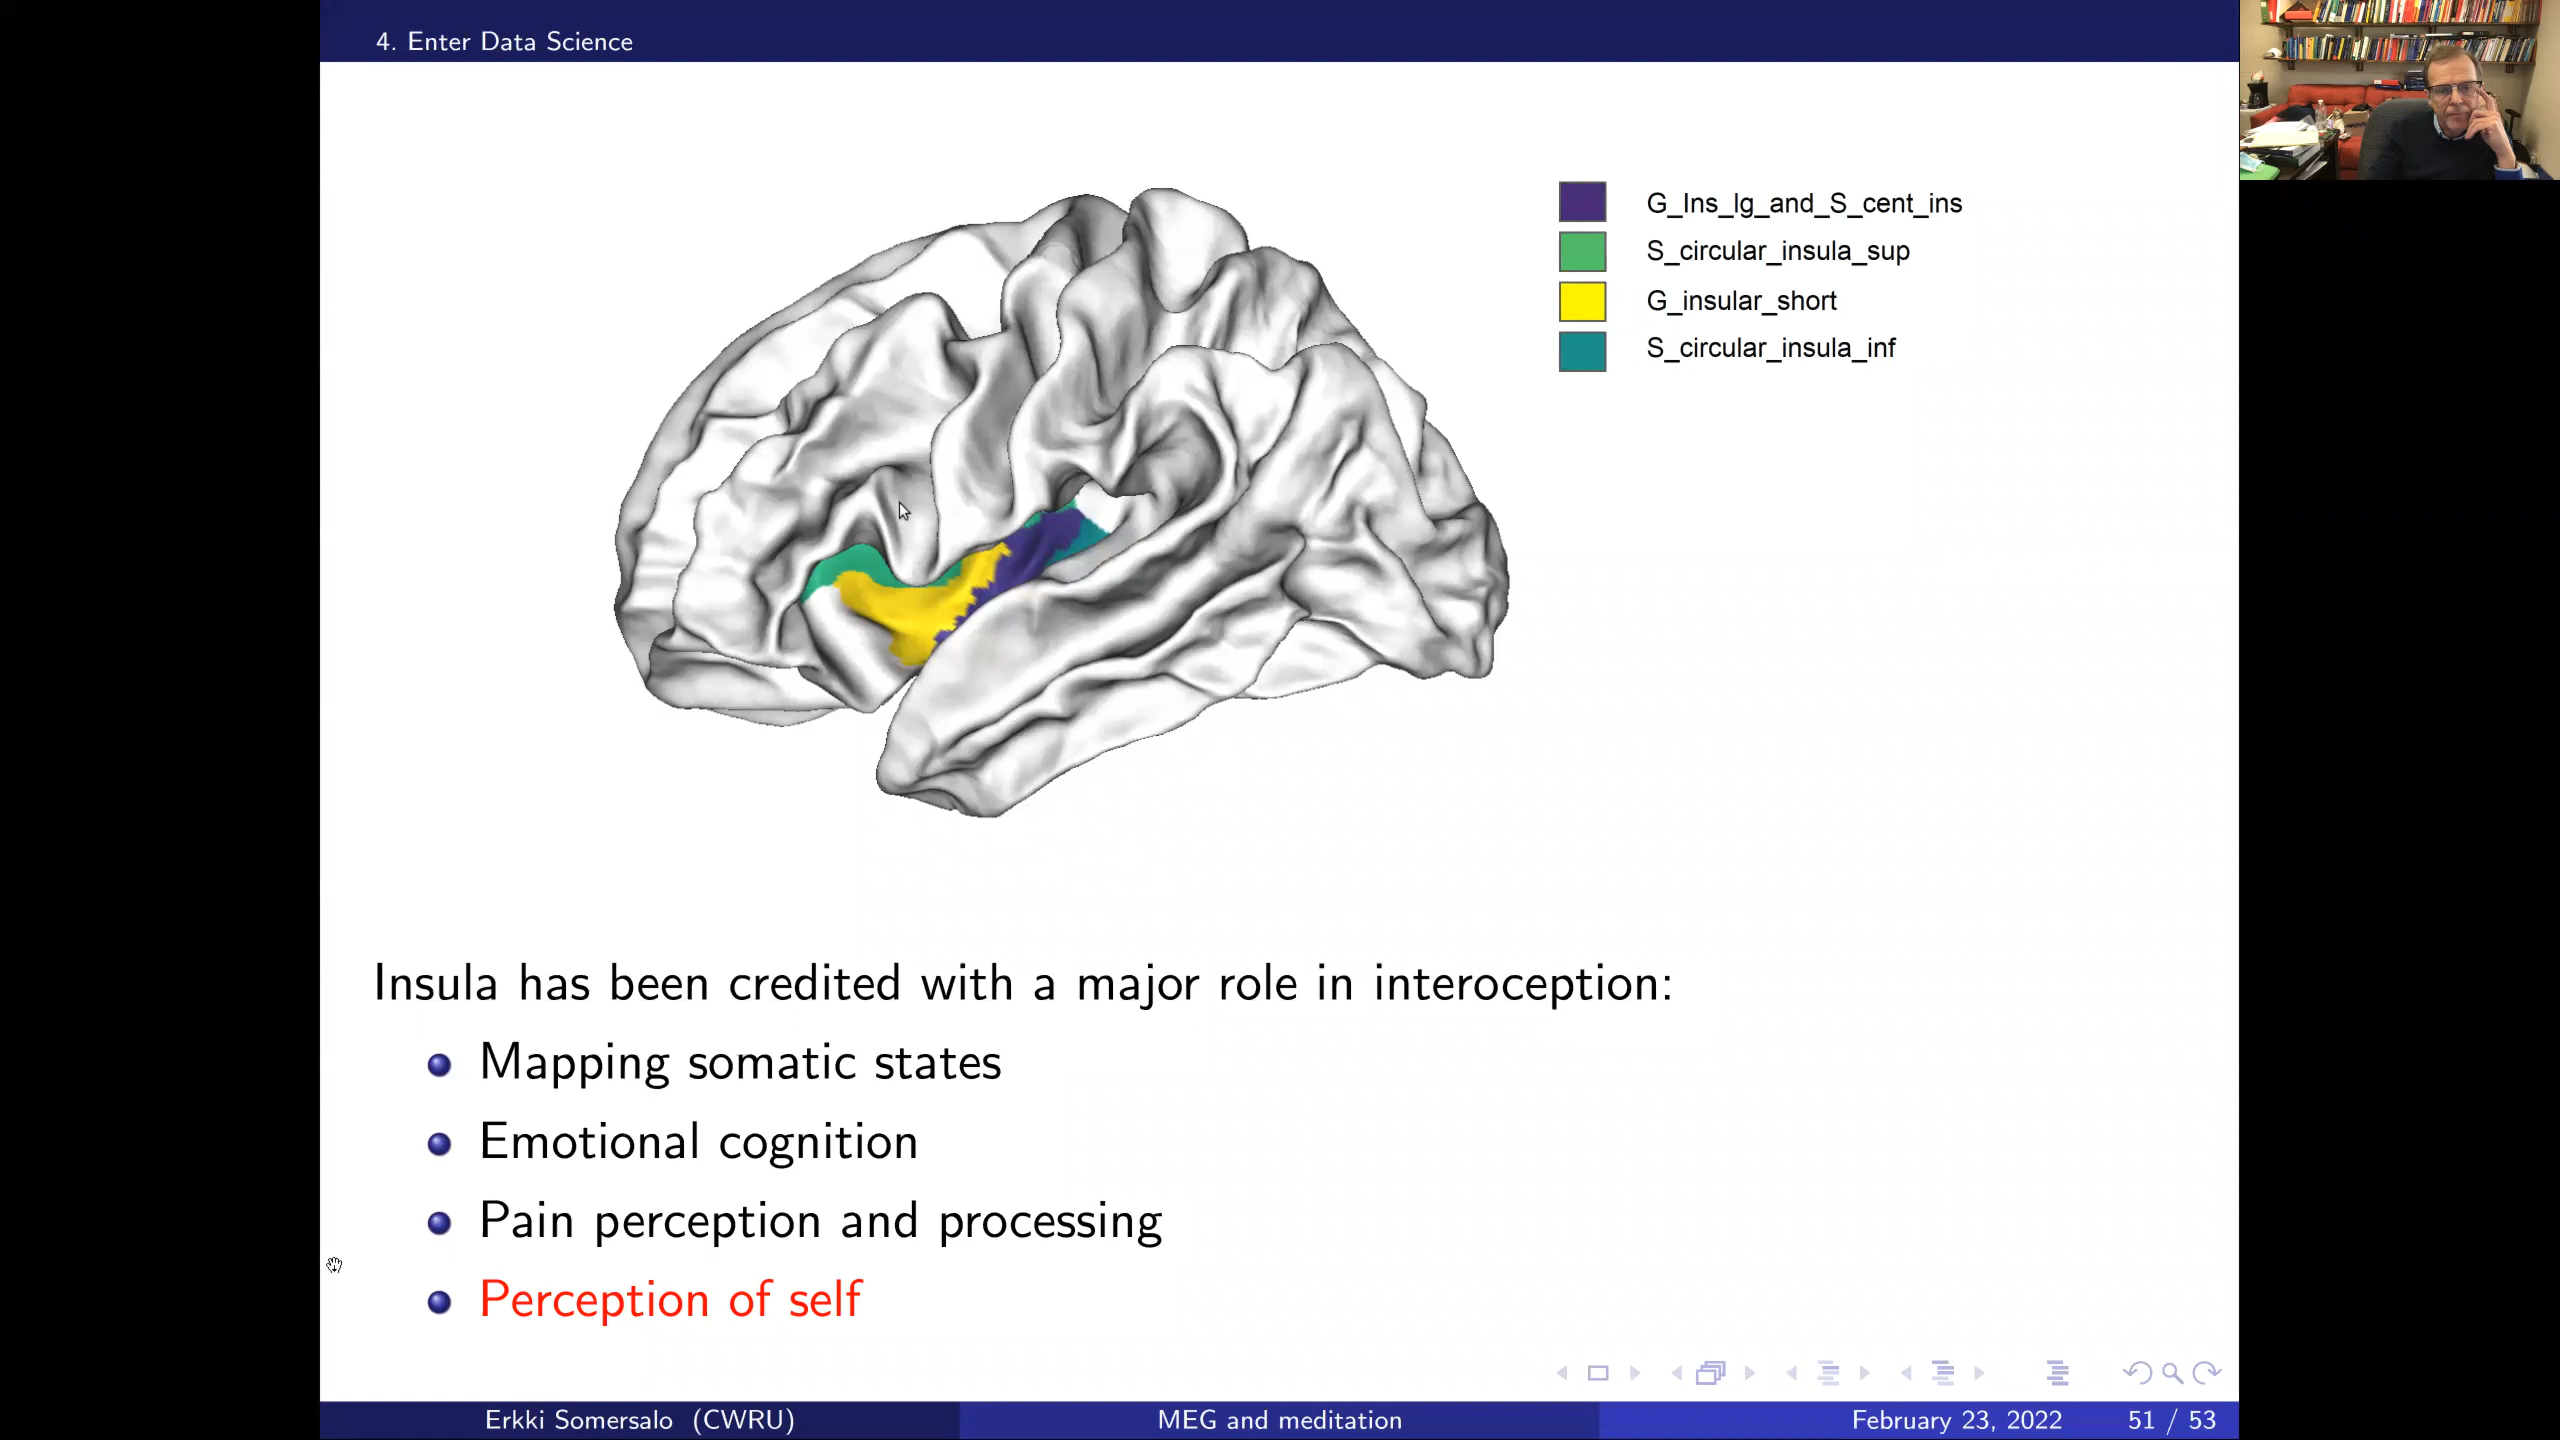 4. Enter Data Science
G_Ins_lg_and_S_cent_ins
S_circular_insula_sup
G_insular_short
S_circular_insula_inf
Insula has been credited with a major role in interoception:
Mapping somatic states
Emotional cognition
Pain perception and processing
Perception of self
Erkki Somersalo (CWRU) MEG and meditation February 23, 2022 51 / 53